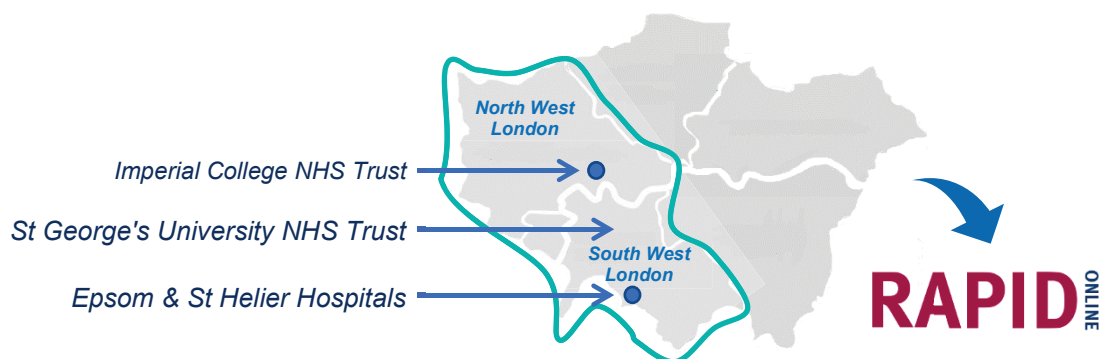 North West
London
Imperial College NHS Trust
St George's University NHS Trust
South West
London
Epsom & St Helier Hospitals
RAPID
ONLINE